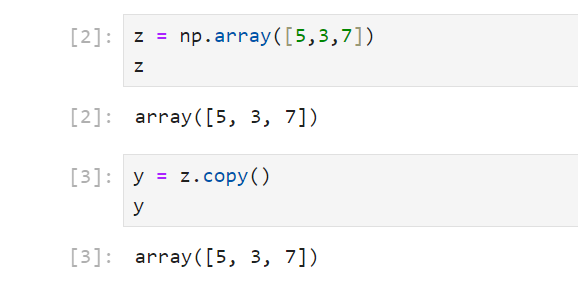 [2]: z = np.array([5,3,7])
z
[2]: array([5, 3, 7])
[3]: y = z.copy()
y
[3]: array([5, 3, 7])